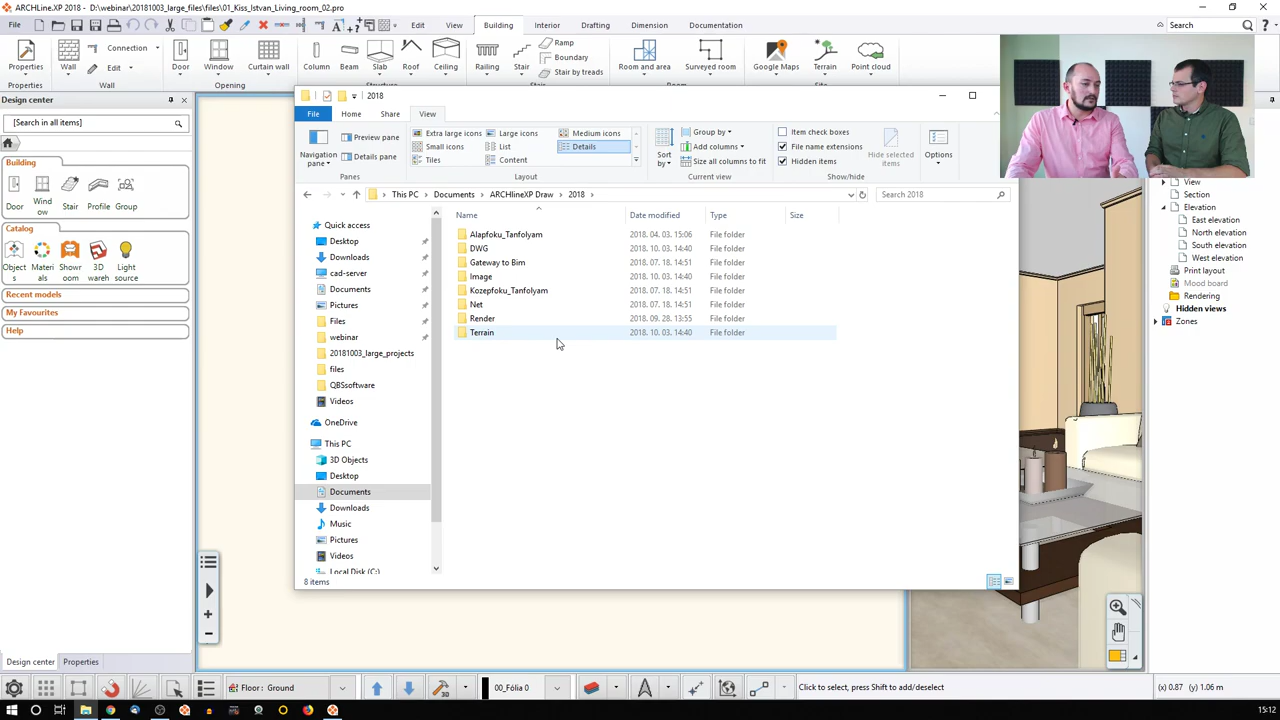 ARCHLine.XP 2018 - D:\webinar\20181003_large_files\files\01_Kiss_Istvan_Living_room_02.pro
File
Edit
View
Building
Interior
Drafting
Dimension
Documentation
Search
Properties
Wall
Connection
Edit
Door
Window
Curtain wall
Column
Beam
Slab
Roof
Ceiling
Railing
Stair
Ramp
Boundary
Stair by treads
Room and area
Surveyed room
Google Maps
Terrain
Point cloud
Properties
Opening
Design center
[Search in all items]
Building
Door
Wind
ow
Stair
Profile
Group
Catalog
Object
s
Materi
als
Show
room
3D
wareh
Light
source
Recent models
My Favourites
Help
2018
File
Home
Share
View
Navigation
pane
Preview pane
Details pane
Extra large icons
Large icons
Medium icons
Small icons
List
Details
Tiles
Content
Sort
by
Group by
Add columns
Size all columns to fit
Item check boxes
File name extensions
Hidden items
Hide selected
items
Options
Panes
Layout
Current view
Show/hide
This PC > Documents > ARCHlineXP Draw > 2018 >
Search 2018
Quick access
Desktop
Downloads
cad-server
Documents
Pictures
Files
webinar
20181003_large_projects
files
QBSsoftware
Videos
OneDrive
This PC
3D Objects
Desktop
Documents
Downloads
Music
Pictures
Videos
Local Disk (C:)
8 items
Name Date modified Type Size
Alapfoku_Tanfolyam 2018. 04. 03. 15:06 File folder
DWG 2018. 10. 03. 14:40 File folder
Gateway to Bim 2018. 07. 18. 14:51 File folder
Image 2018. 10. 03. 14:40 File folder
Kozepfoku_Tanfolyam 2018. 07. 18. 14:51 File folder
Net 2018. 07. 18. 14:51 File folder
Render 2018. 09. 28. 13:55 File folder
Terrain 2018. 10. 03. 14:40 File folder
View
Section
Elevation
East elevation
North elevation
South elevation
West elevation
Print layout
Mood board
Rendering
Hidden views
Zones
Design center
Properties
Floor : Ground
00_Fólia 0
Click to select, press Shift to add/deselect
(x) 0.87 (y) 1.06 m
15:12